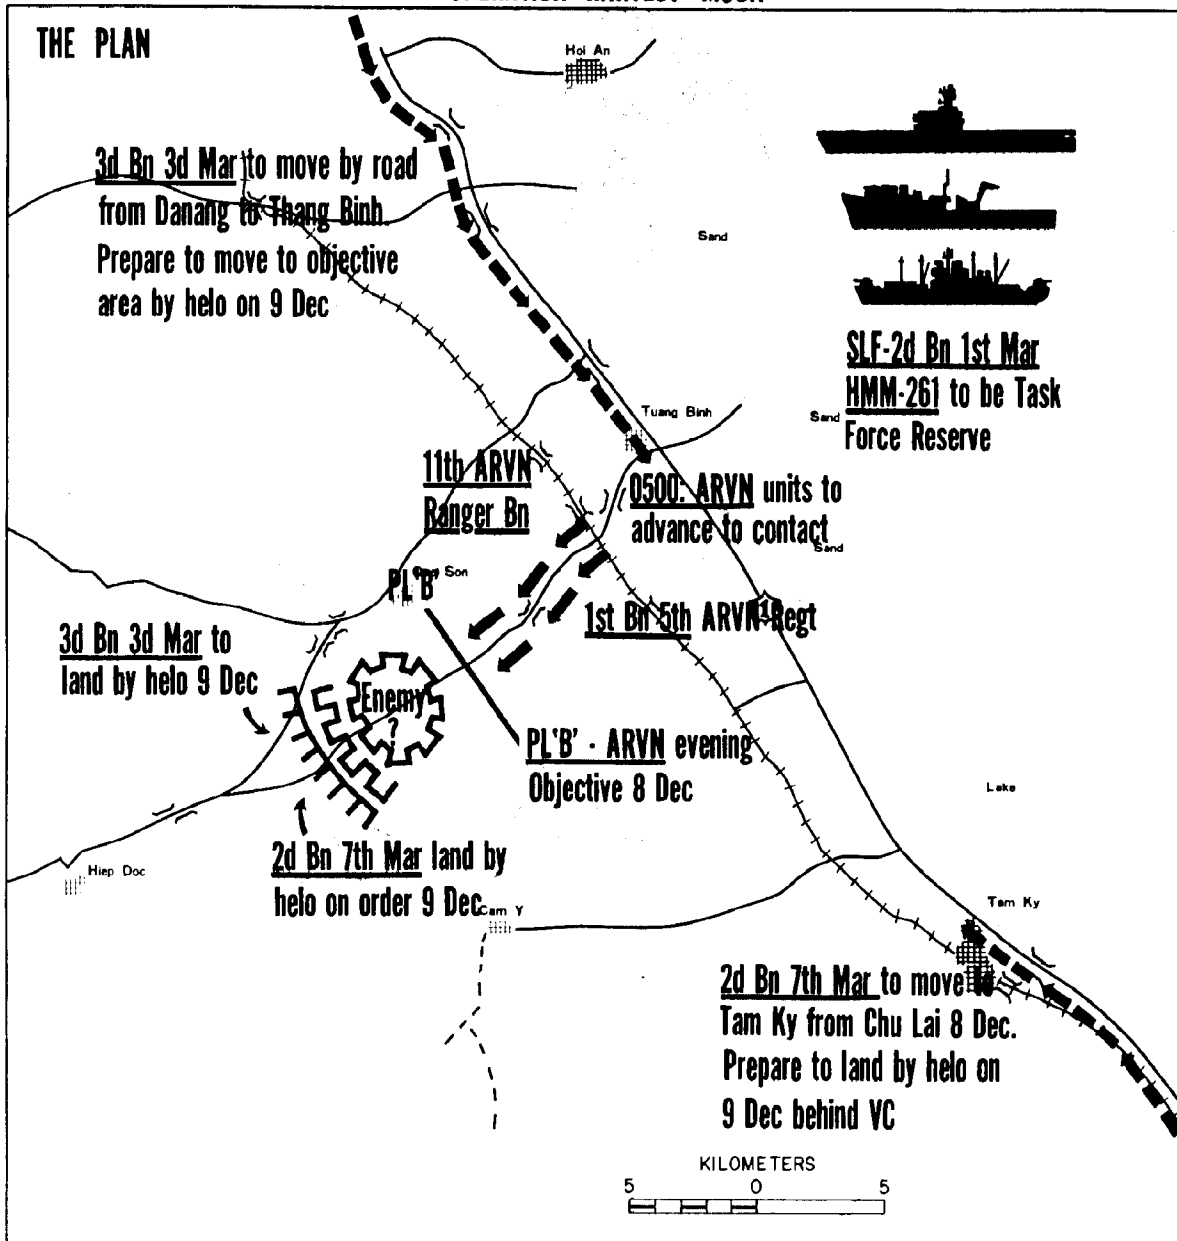 THE PLAN
Hoi An
3d Bn 3d Mar to move by road
from Danang to Thang Binh.
Prepare to move to objective
area by helo on 9 Dec
Sand
SLF-2d Bn 1st Mar
HMM-261 to be Task
Force Reserve
Tuang Binh
Sand
11th ARVN
Ranger Bn
0500: ARVN units to
advance to contact
Sand
Son
PL'B'
1st Bn 5th ARVN Regt
1
3d Bn 3d Mar to
land by helo 9 Dec
Enemy
?
PL'B' - ARVN evening
Objective 8 Dec
Lake
2d Bn 7th Mar land by
helo on order 9 Dec
Hiep Doc
Cam Y
Tam Ky
2d Bn 7th Mar to move to
Tam Ky from Chu Lai 8 Dec.
Prepare to land by helo on
9 Dec behind VC
KILOMETERS
5 0 5